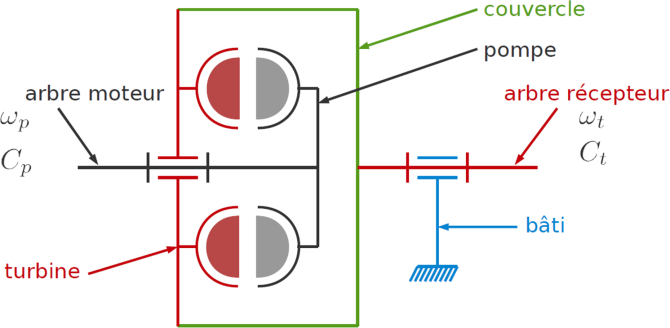 couvercle
pompe
arbre moteur
arbre récepteur
ωp
ωt
Cp
Ct
bâti
turbine